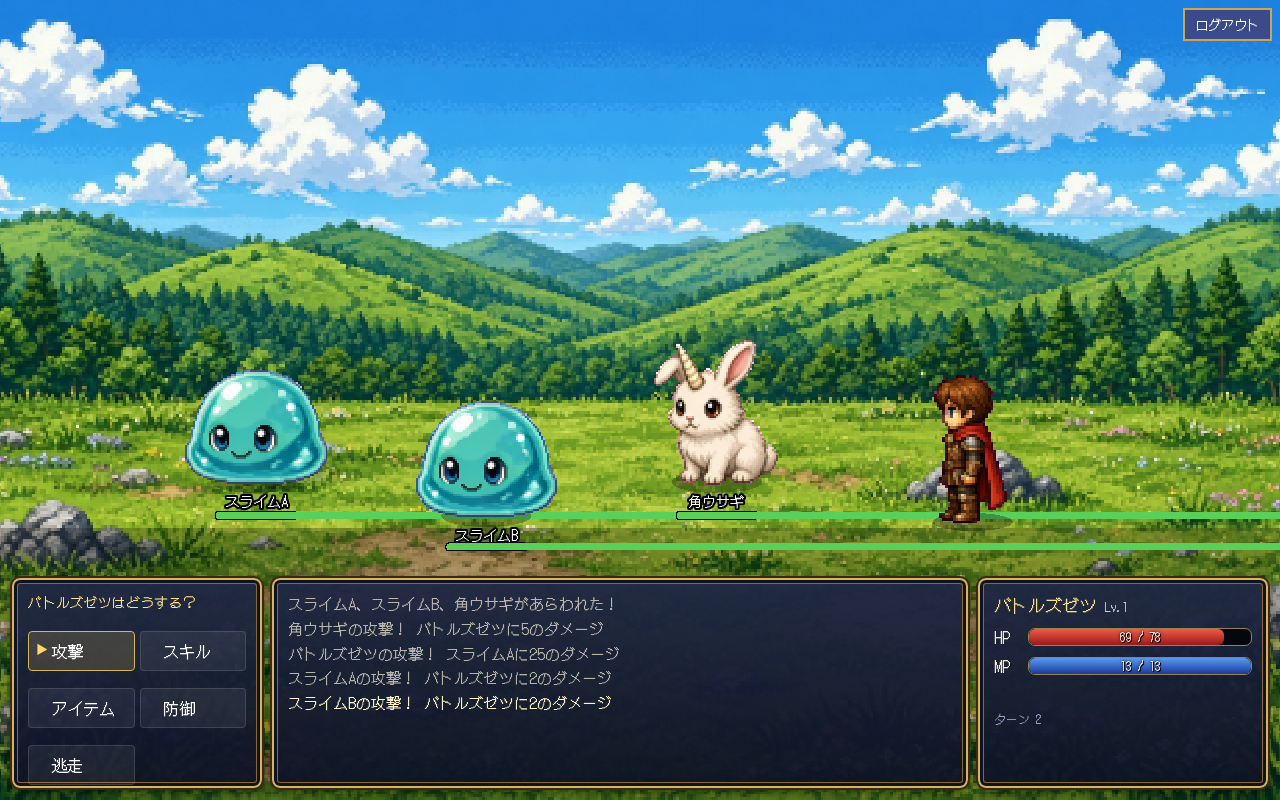 ログアウト
スライムA
角ウサギ
スライムB
バトルズゼツはどうする？
▶攻撃
スキル
アイテム
防御
逃走
スライムA、スライムB、角ウサギがあらわれた！
角ウサギの攻撃！ バトルズゼツに5のダメージ
バトルズゼツの攻撃！ スライムAに25のダメージ
スライムAの攻撃！ バトルズゼツに2のダメージ
スライムBの攻撃！ バトルズゼツに2のダメージ
バトルズゼツ Lv.1
HP 69 / 78
MP 13 / 13
ターン 2